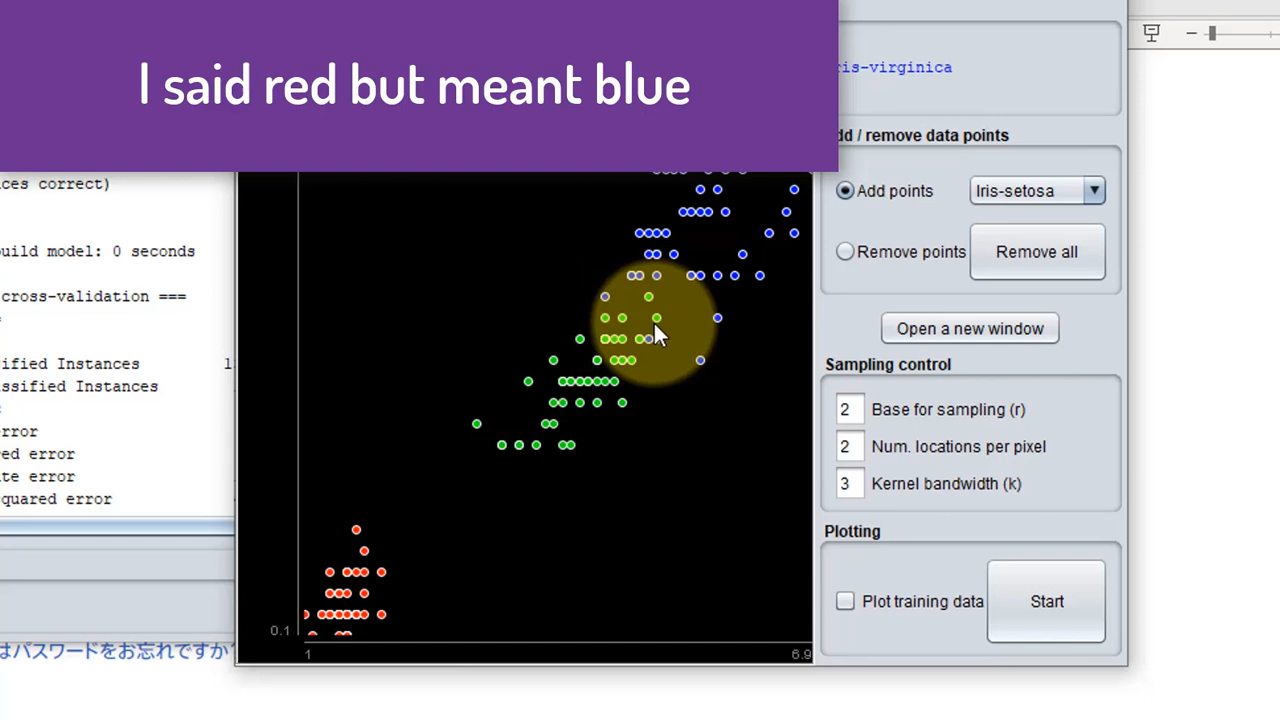 I said red but meant blue
ris-virginica
dd / remove data points
ces correct)
Add points
Iris-setosa
uild model: 0 seconds
Remove points
Remove all
cross-validation ===
Open a new window
ified Instances
assified Instances
Sampling control
2 Base for sampling (r)
rror
red error
2 Num. locations per pixel
te error
3 Kernel bandwidth (k)
quared error
Plotting
Plot training data
Start
0.1
はパスワードをお忘れですか
1
6.9